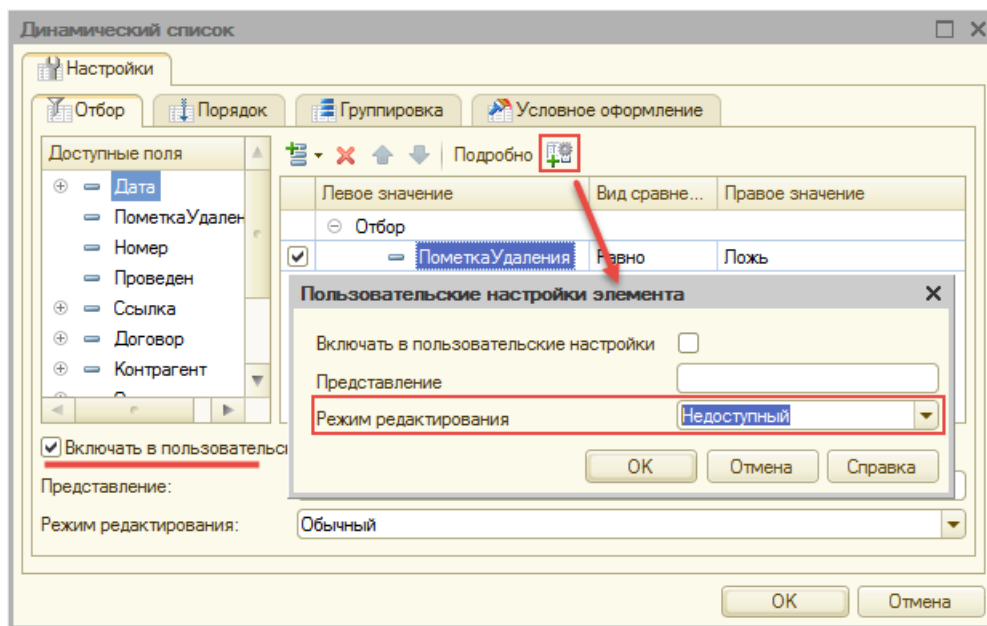 Динамический список
Настройки
Отбор Порядок Группировка Условное оформление
Доступные поля
Подробно
Дата
ПометкаУдален
Номер
Проведен
Ссылка
Договор
Контрагент
Левое значение Вид сравне... Правое значение
Отбор
ПометкаУдаления Равно Ложь
Пользовательские настройки элемента
Включать в пользовательские настройки
Представление
Режим редактирования Недоступный
OK Отмена Справка
Включать в пользовательс
Представление:
Режим редактирования: Обычный
OK Отмена